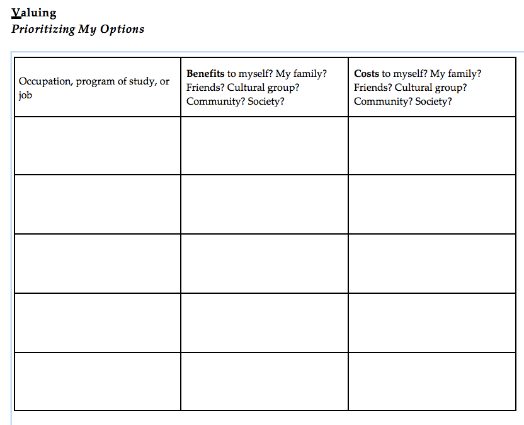 Valuing
Prioritizing My Options
Occupation, program of study, or
job
Benefits to myself? My family?
Friends? Cultural group?
Community? Society?
Costs to myself? My family?
Friends? Cultural group?
Community? Society?